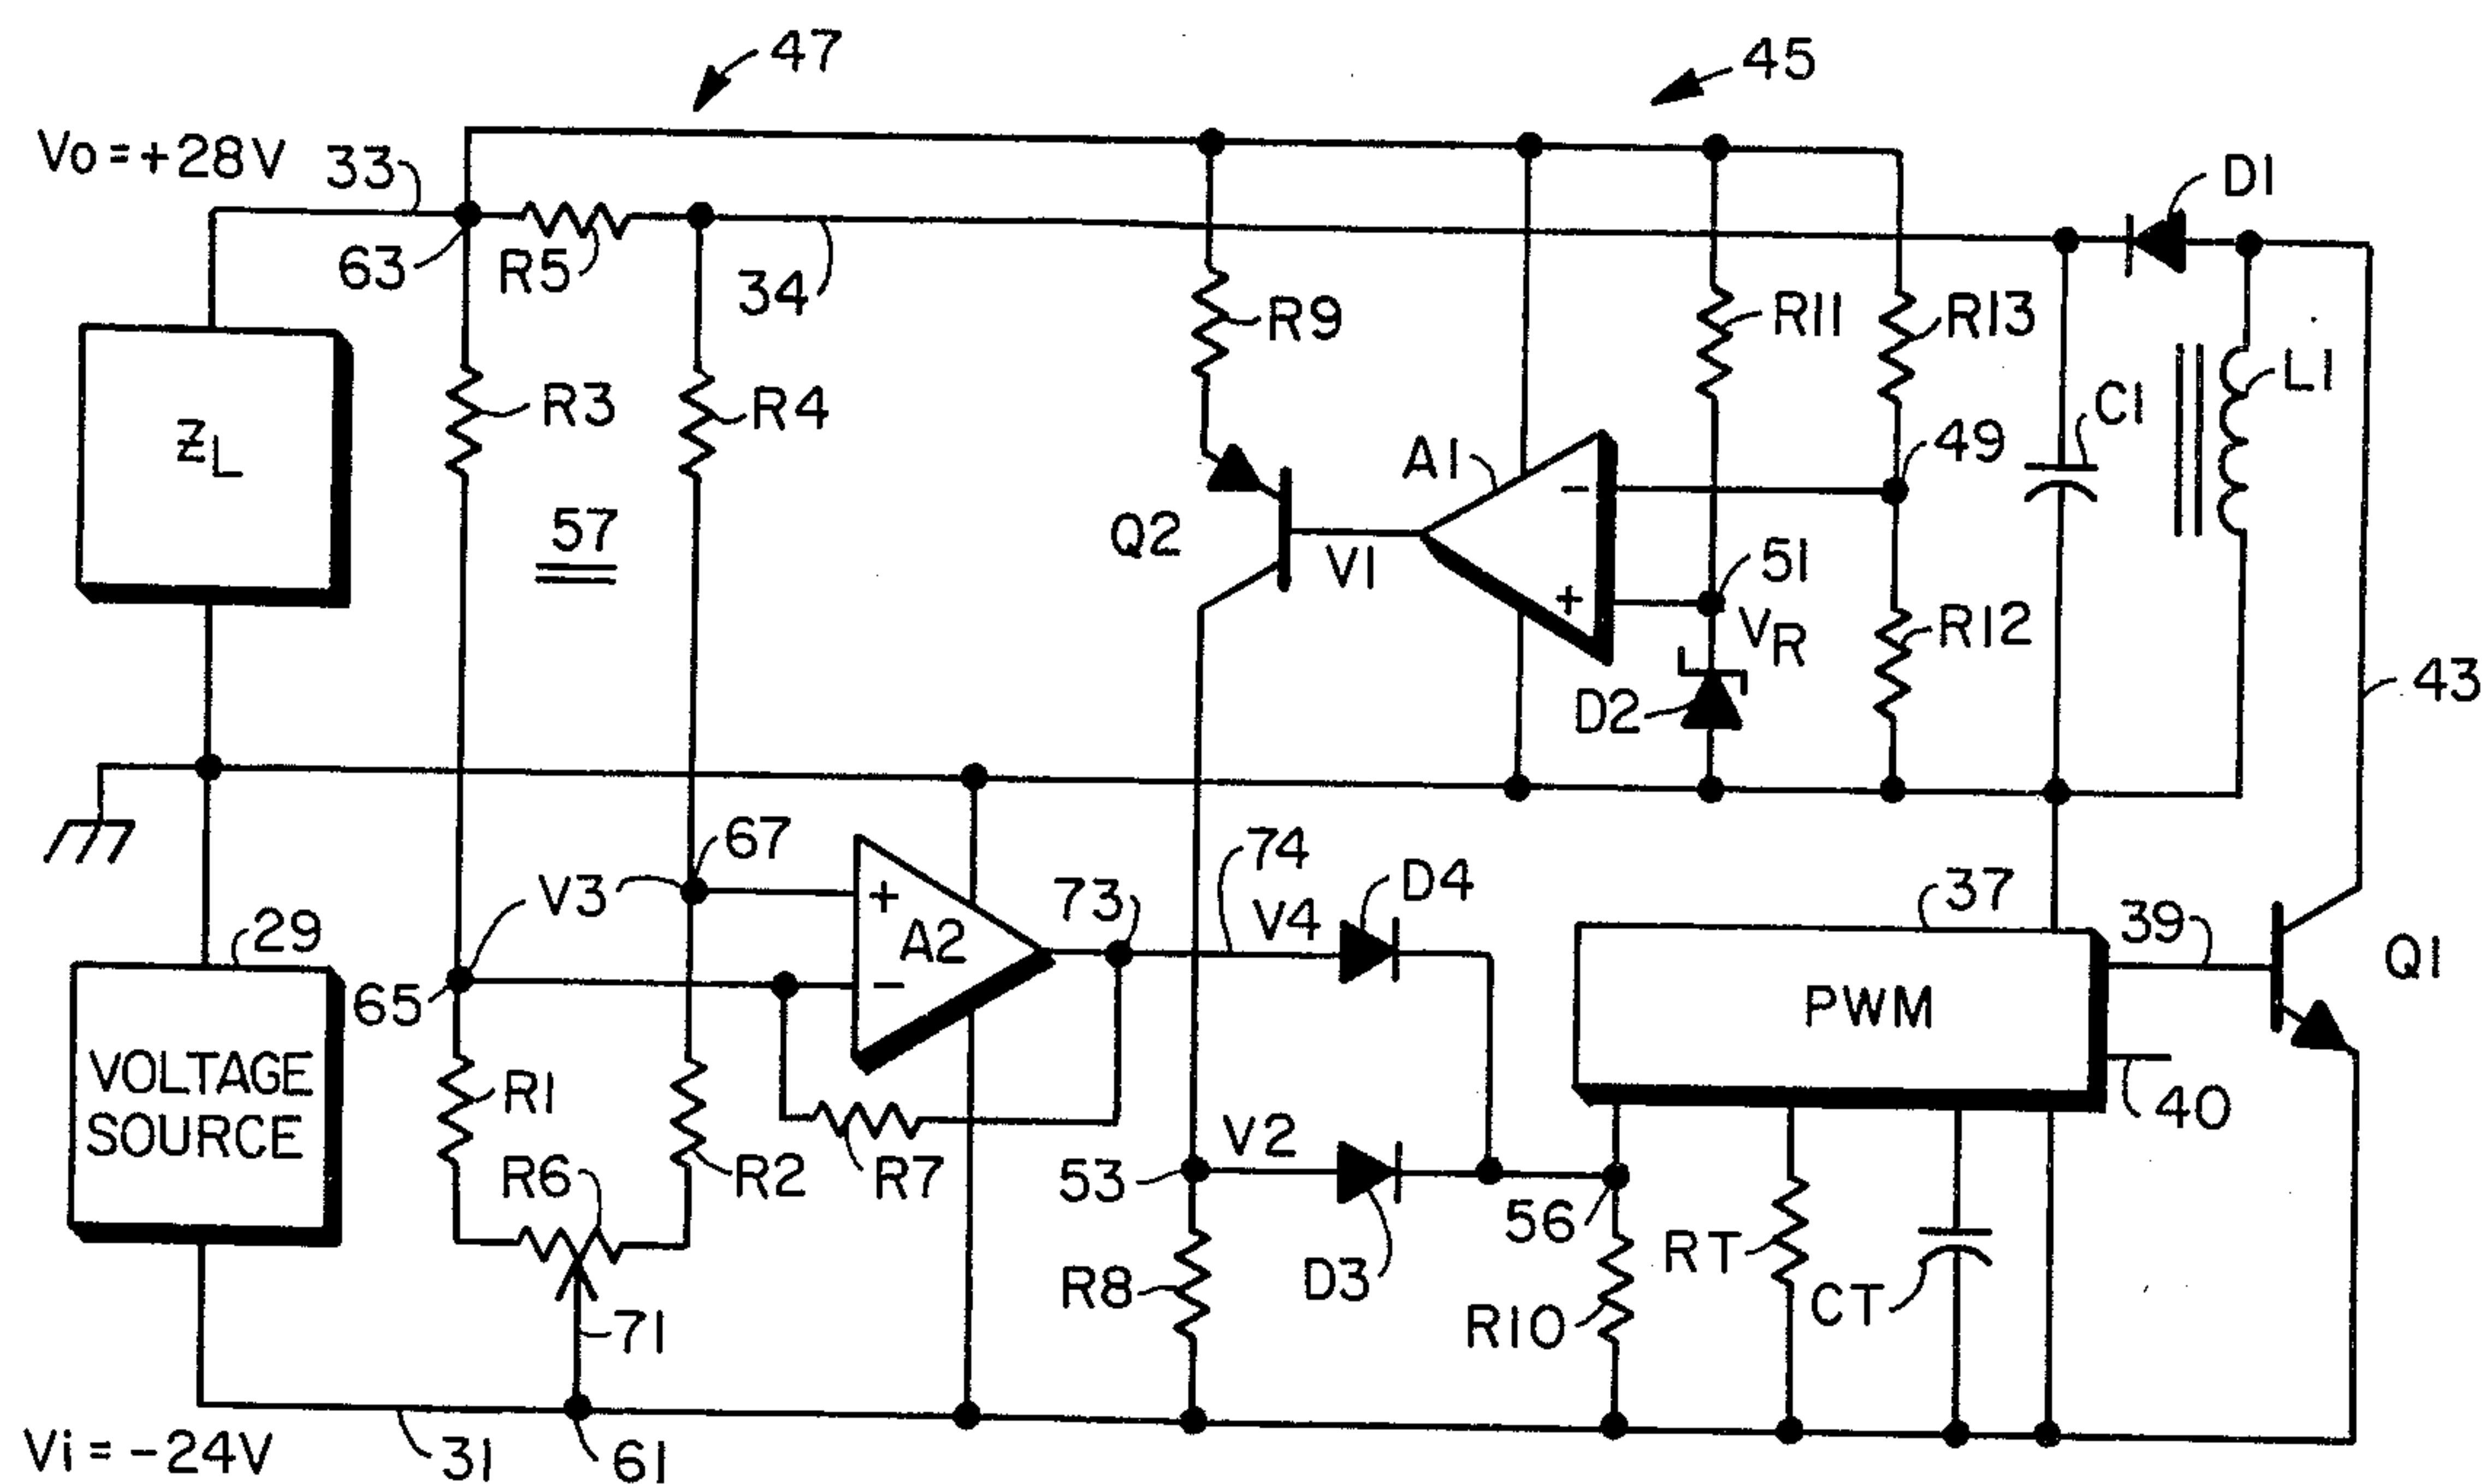 47
45
Vo=+28V
33
D1
63
R5
34
R9
R11
R13
L1
C1
R3
R4
A1
49
ZL
-
57
Q2
V1
51
+
VR
R12
D2
43
67
V3
+
A2
73
74
D4
V4
37
39
29
65
-
Q1
PWM
VOLTAGE
SOURCE
R1
40
R6
R2
R7
V2
53
56
R8
D3
RT
CT
R10
71
Vi=-24V
31
61